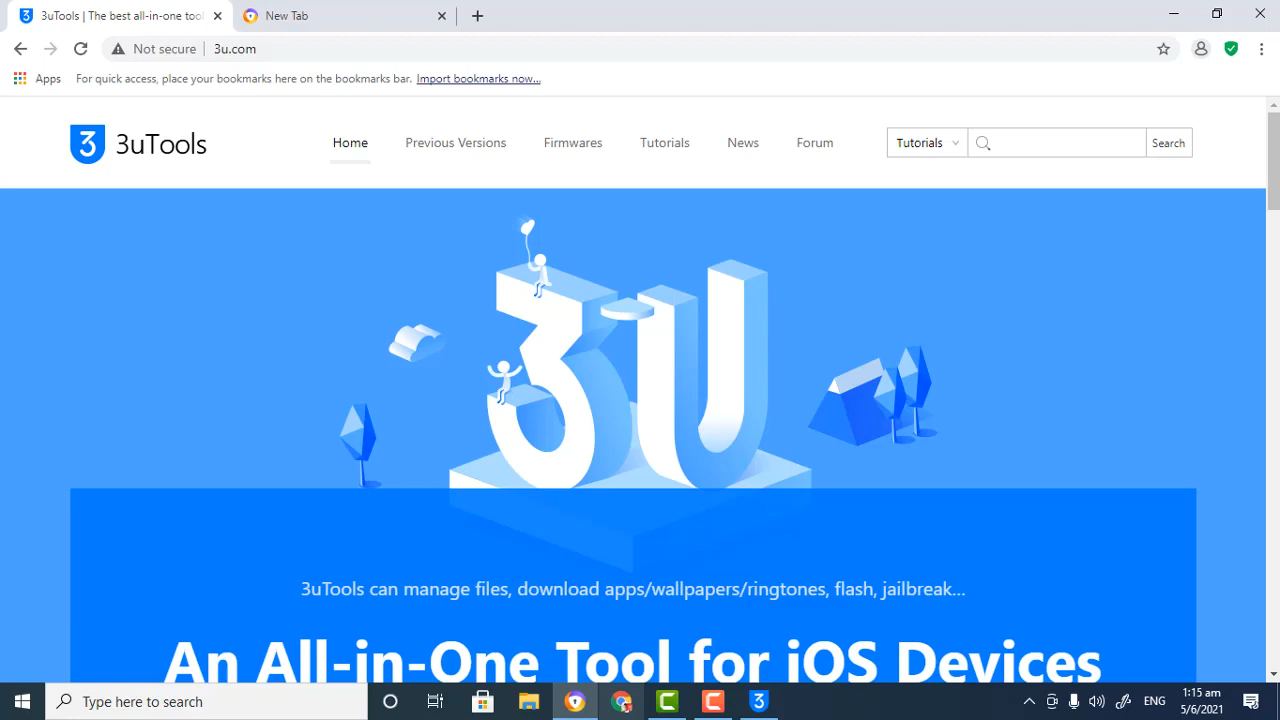 3uTools | The best all-in-one tool
New Tab
Not secure
3u.com
Apps
For quick access, place your bookmarks here on the bookmarks bar. Import bookmarks now...
3 3uTools
Home
Previous Versions
Firmwares
Tutorials
News
Forum
Tutorials
Search
3U
3uTools can manage files, download apps/wallpapers/ringtones, flash, jailbreak...
An All-in-One Tool for iOS Devices
Type here to search
ENG
1:15 am
5/6/2021